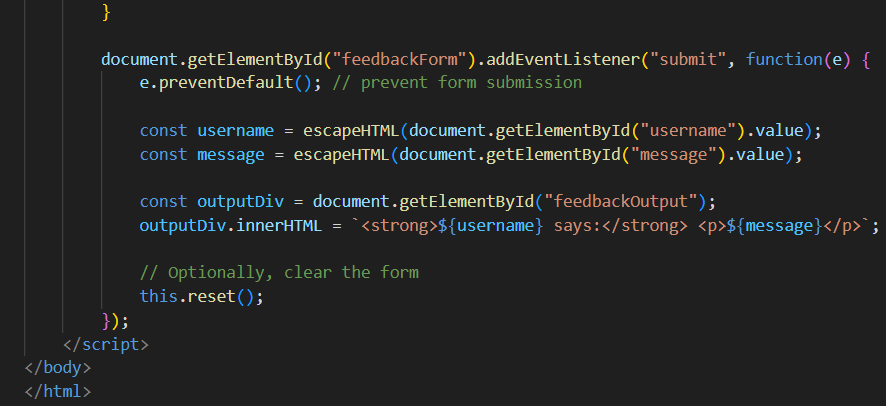 }
document.getElementById("feedbackForm").addEventListener("submit", function(e) {
e.preventDefault(); // prevent form submission
const username = escapeHTML(document.getElementById("username").value);
const message = escapeHTML(document.getElementById("message").value);
const outputDiv = document.getElementById("feedbackOutput");
outputDiv.innerHTML = `<strong>${username} says:</strong> <p>${message}</p>`;
// Optionally, clear the form
this.reset();
});
</script>
</body>
</html>